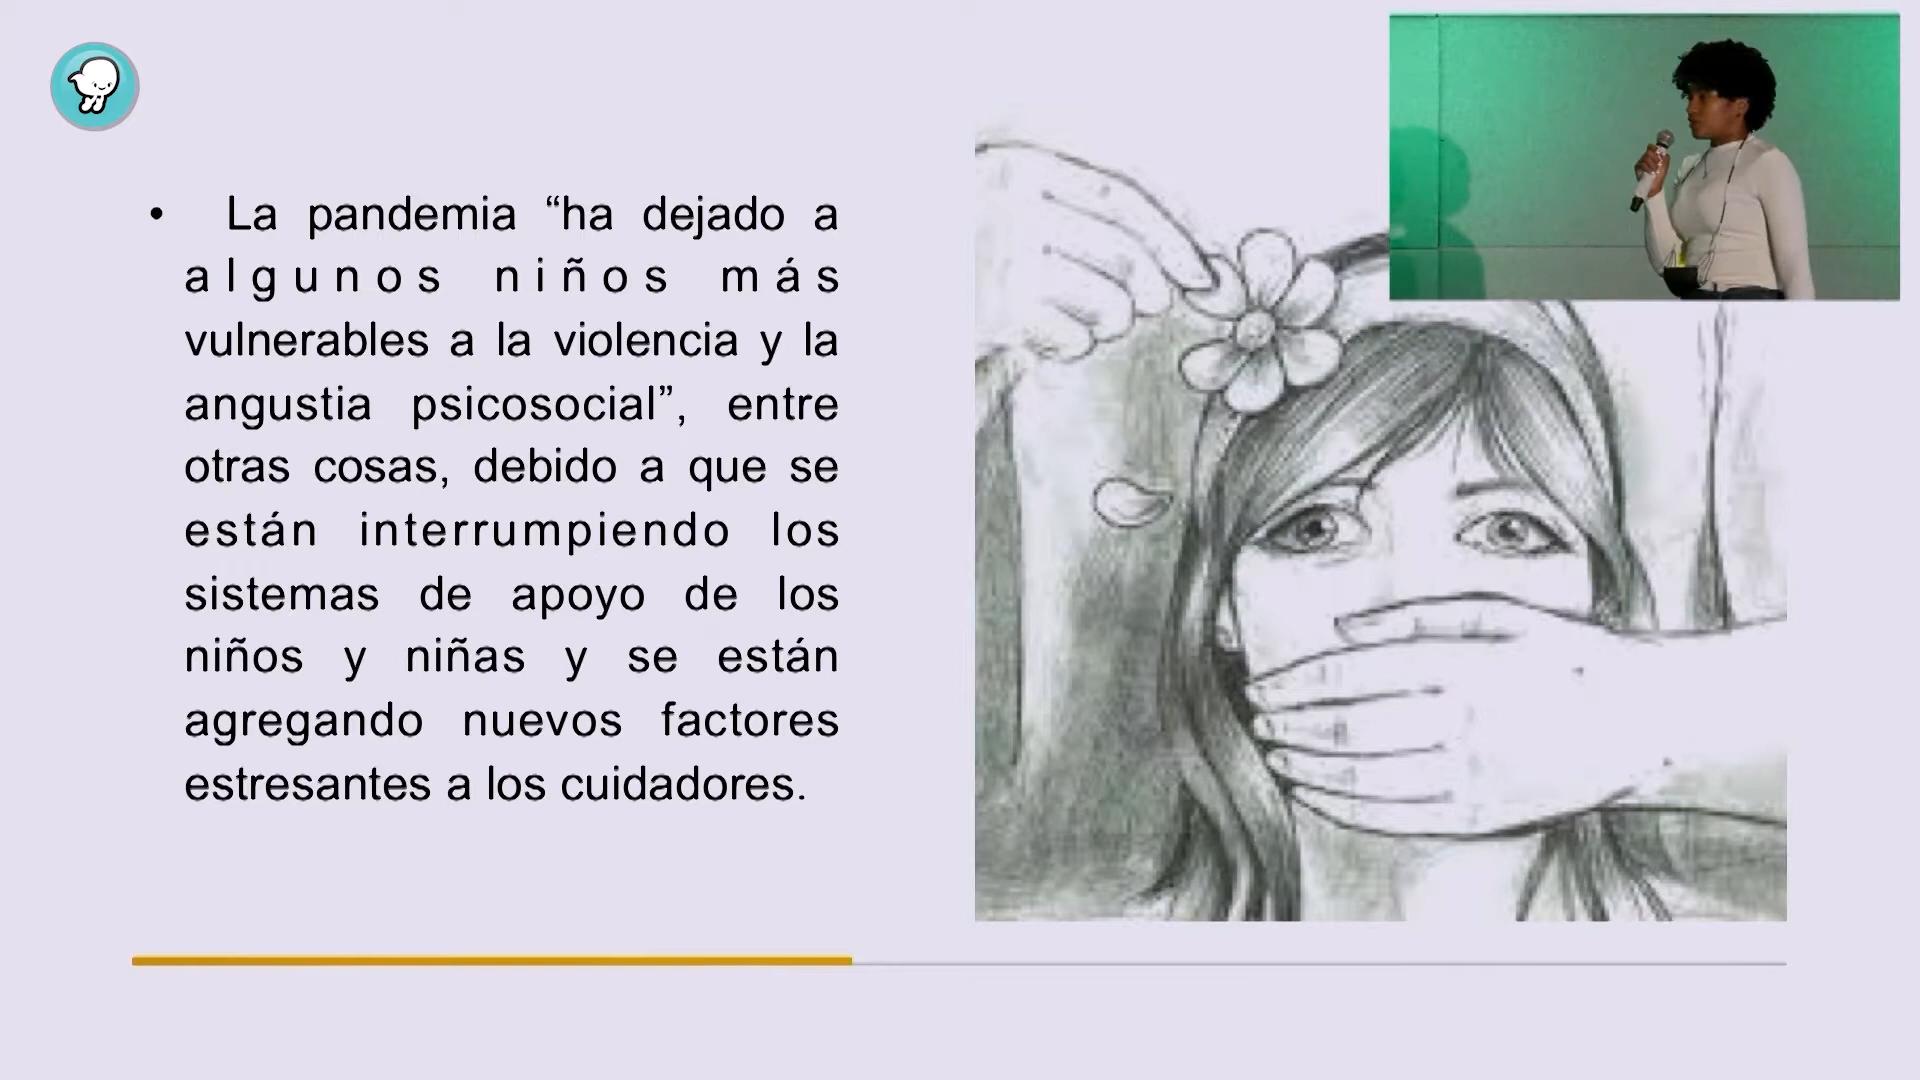 • La pandemia “ha dejado a
algunos niños más
vulnerables a la violencia y la
angustia psicosocial”, entre
otras cosas, debido a que se
están interrumpiendo los
sistemas de apoyo de los
niños y niñas y se están
agregando nuevos factores
estresantes a los cuidadores.